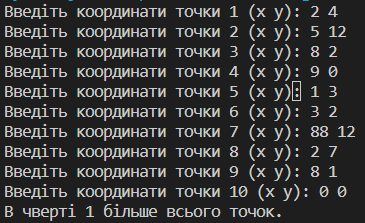 Введіть координати точки 1 (x y): 2 4
Введіть координати точки 2 (x y): 5 12
Введіть координати точки 3 (x y): 8 2
Введіть координати точки 4 (x y): 9 0
Введіть координати точки 5 (x y): 1 3
Введіть координати точки 6 (x y): 3 2
Введіть координати точки 7 (x y): 88 12
Введіть координати точки 8 (x y): 2 7
Введіть координати точки 9 (x y): 8 1
Введіть координати точки 10 (x y): 0 0
В чверті 1 більше всього точок.